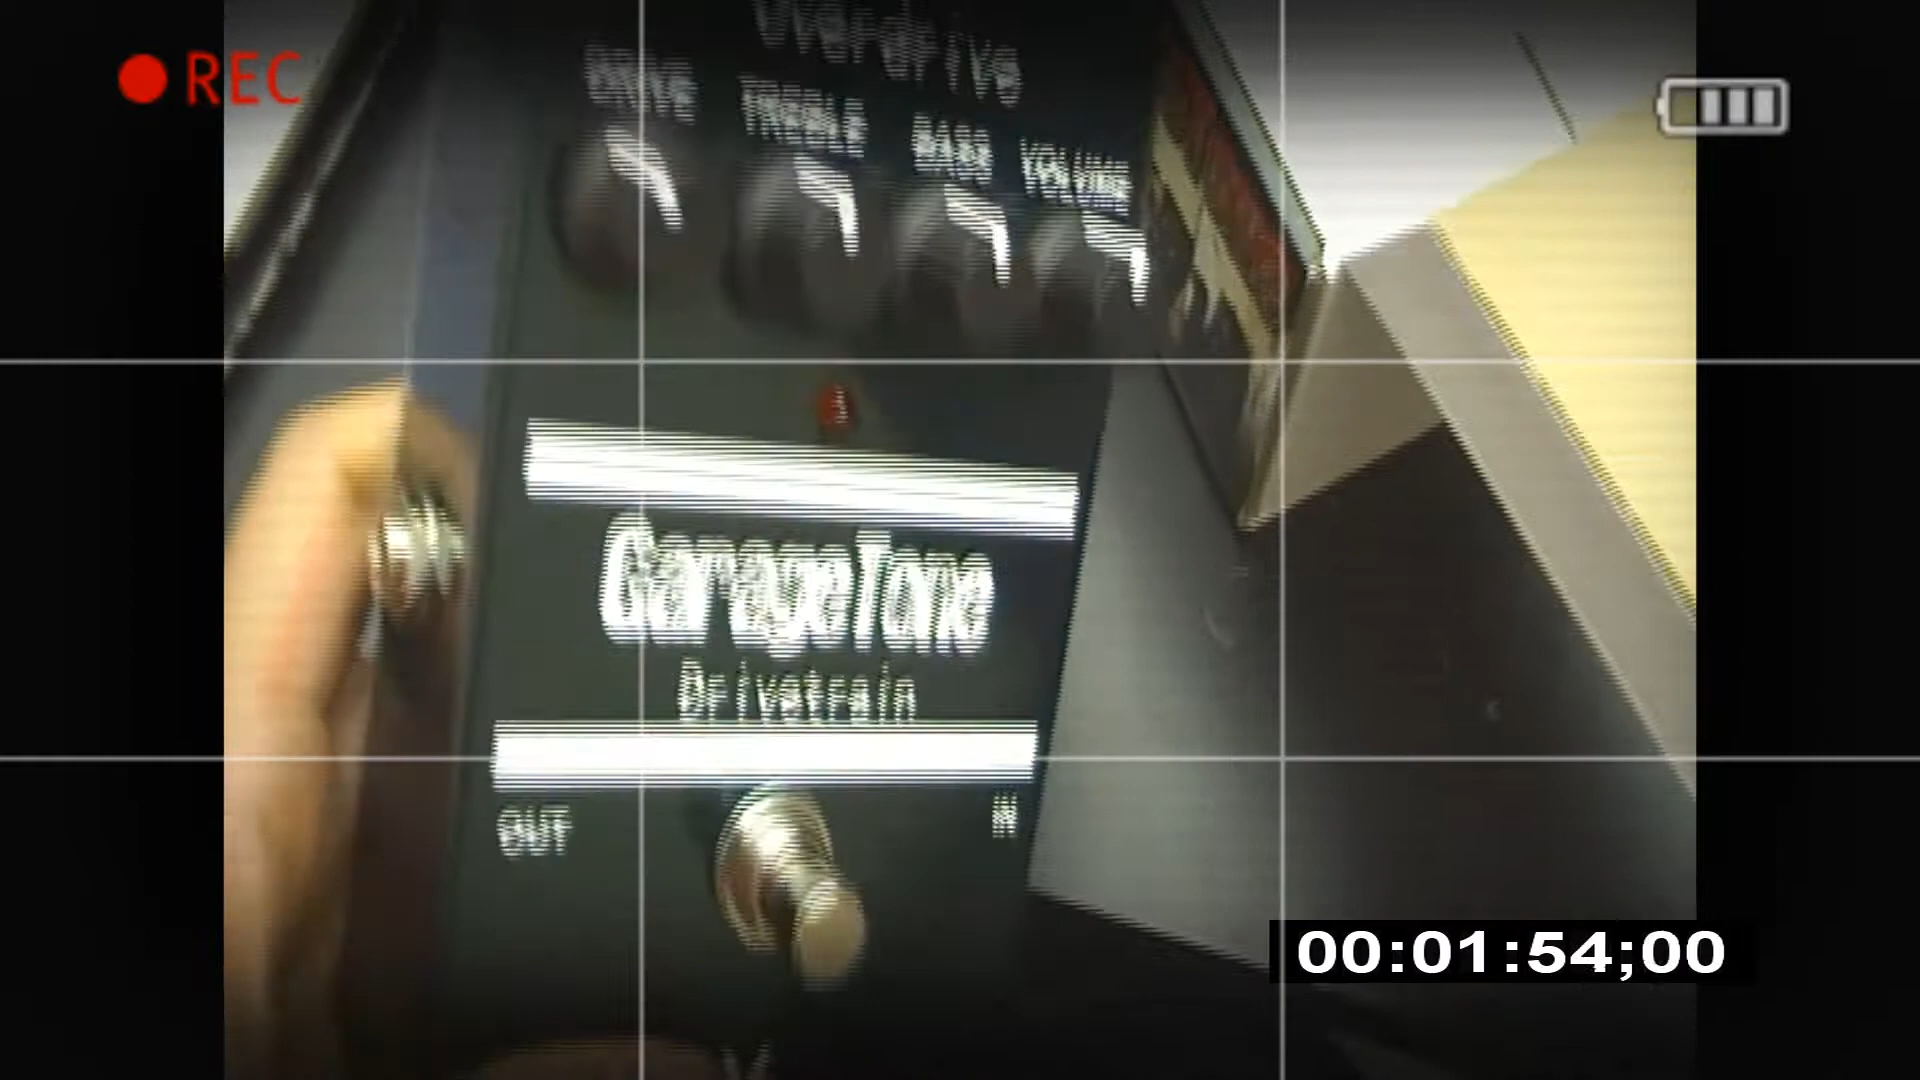 REC
Overdrive
DRIVE TREBLE BASS VOLUME
GarageTone
Drivetrain
OUT IN
00:01:54;00